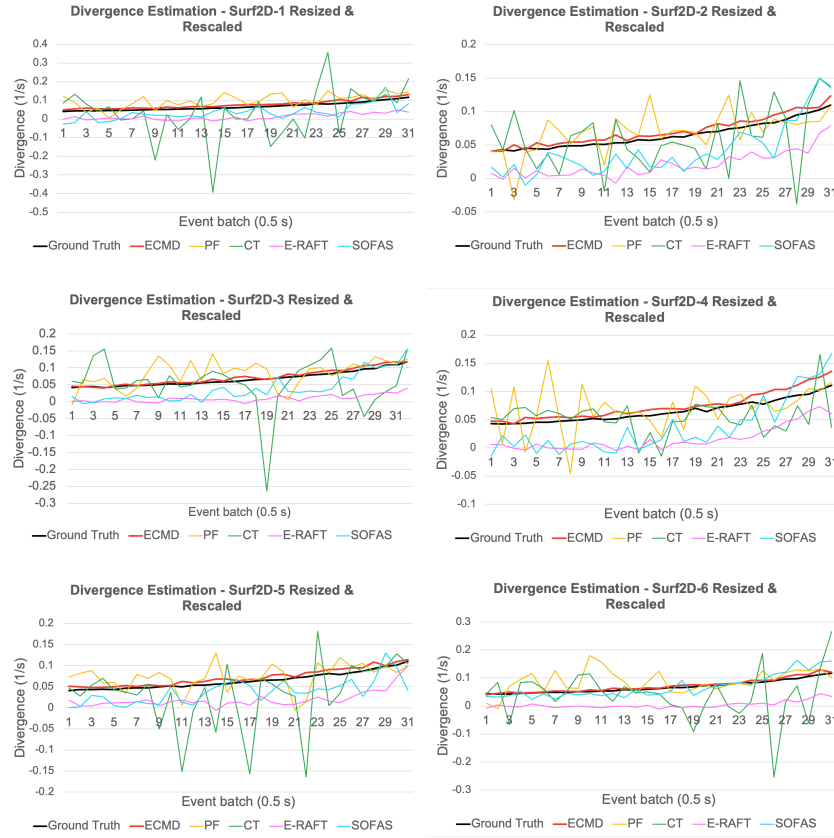 Divergence Estimation - Surf2D-1 Resized &
Rescaled
Divergence (1/s)
0.4
0.3
0.2
0.1
0
-0.1
-0.2
-0.3
-0.4
-0.5
1 3 5 7 9 11 13 15 17 19 21 23 25 27 29 31
Event batch (0.5 s)
Ground Truth ECMD PF CT E-RAFT SOFAS
Divergence Estimation - Surf2D-2 Resized &
Rescaled
Divergence (1/s)
0.2
0.15
0.1
0.05
0
-0.05
1 3 5 7 9 11 13 15 17 19 21 23 25 27 29 31
Event batch (0.5 s)
Ground Truth ECMD PF CT E-RAFT SOFAS
Divergence Estimation - Surf2D-3 Resized &
Rescaled
Divergence (1/s)
0.2
0.15
0.1
0.05
0
-0.05
-0.1
-0.15
-0.2
-0.25
-0.3
1 3 5 7 9 11 13 15 17 19 21 23 25 27 29 31
Event batch (0.5 s)
Ground Truth ECMD PF CT E-RAFT SOFAS
Divergence Estimation - Surf2D-4 Resized &
Rescaled
Divergence (1/s)
0.2
0.15
0.1
0.05
0
-0.05
-0.1
1 3 5 7 9 11 13 15 17 19 21 23 25 27 29 31
Event batch (0.5 s)
Ground Truth ECMD PF CT E-RAFT SOFAS
Divergence Estimation - Surf2D-5 Resized &
Rescaled
Divergence (1/s)
0.2
0.15
0.1
0.05
0
-0.05
-0.1
-0.15
-0.2
3 5 7 9 11 13 15 17 19 21 23 25 27 29 31
Event batch (0.5 s)
Ground Truth ECMD PF CT E-RAFT SOFAS
Divergence Estimation - Surf2D-6 Resized &
Rescaled
Divergence (1/s)
0.3
0.2
0.1
0
-0.1
-0.2
-0.3
1 3 5 7 9 11 13 15 17 19 21 23 25 27 29 31
Event batch (0.5 s)
Ground Truth ECMD PF CT E-RAFT SOFAS